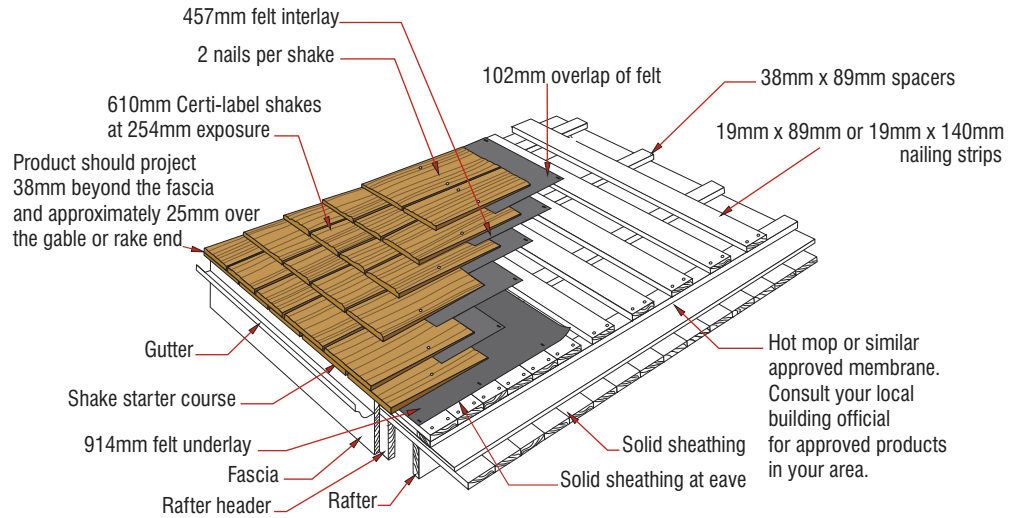 457mm felt interlay
2 nails per shake
102mm overlap of felt
38mm x 89mm spacers
610mm Certi-label shakes
at 254mm exposure
19mm x 89mm or 19mm x 140mm
nailing strips
Product should project
38mm beyond the fascia
and approximately 25mm over
the gable or rake end
Gutter
Shake starter course
914mm felt underlay
Fascia
Rafter header
Rafter
Solid sheathing at eave
Solid sheathing
Hot mop or similar
approved membrane.
Consult your local
building official
for approved products
in your area.